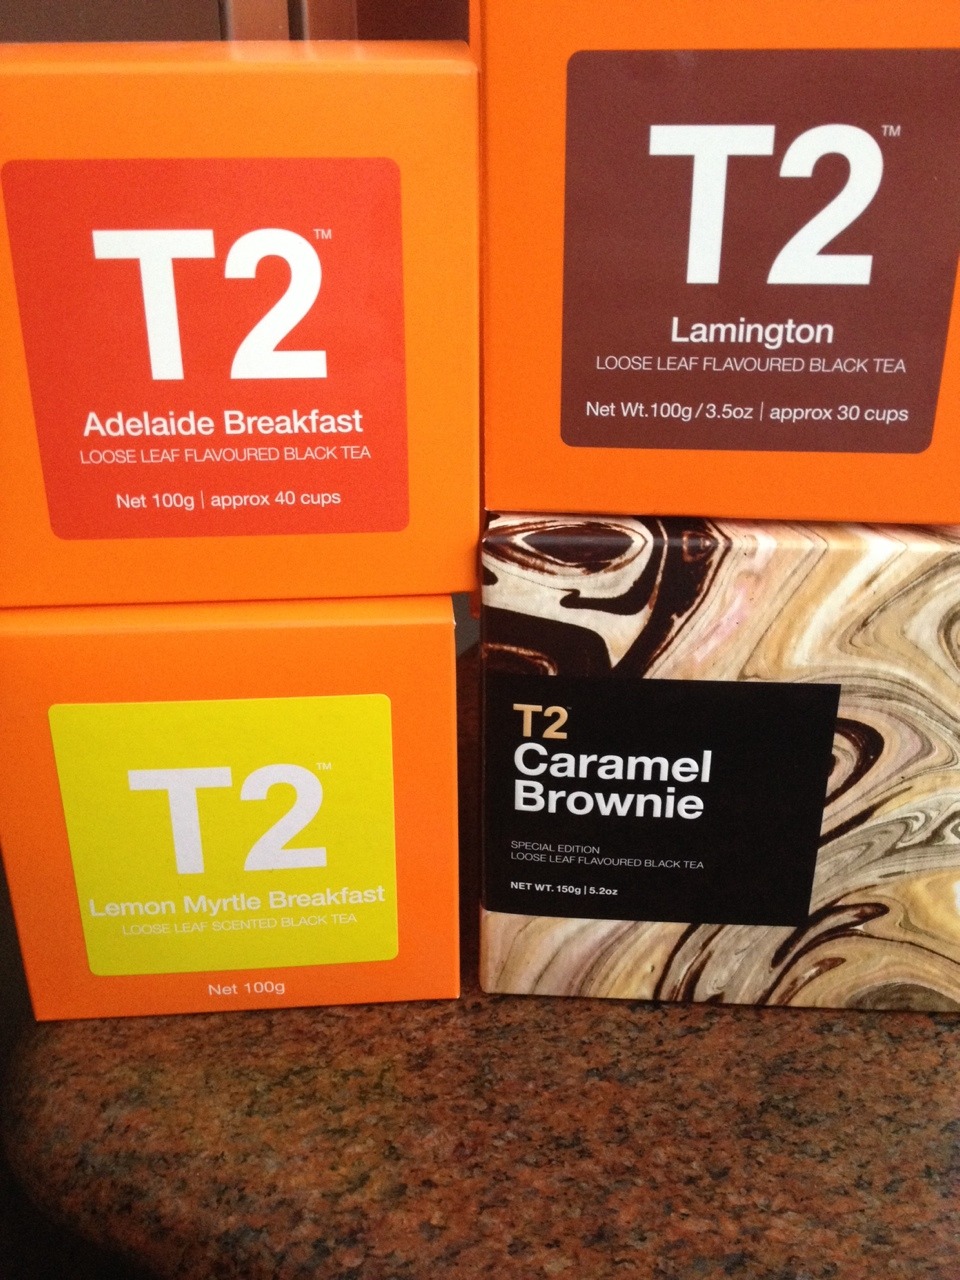 T2™
Adelaide Breakfast
LOOSE LEAF FLAVOURED BLACK TEA
Net 100g | approx 40 cups
T2™
Lamington
LOOSE LEAF FLAVOURED BLACK TEA
Net Wt.100g / 3.5oz | approx 30 cups
T2™
Lemon Myrtle Breakfast
LOOSE LEAF SCENTED BLACK TEA
Net 100g
T2™
Caramel
Brownie
SPECIAL EDITION
LOOSE LEAF FLAVOURED BLACK TEA
NET WT. 150g | 5.2oz